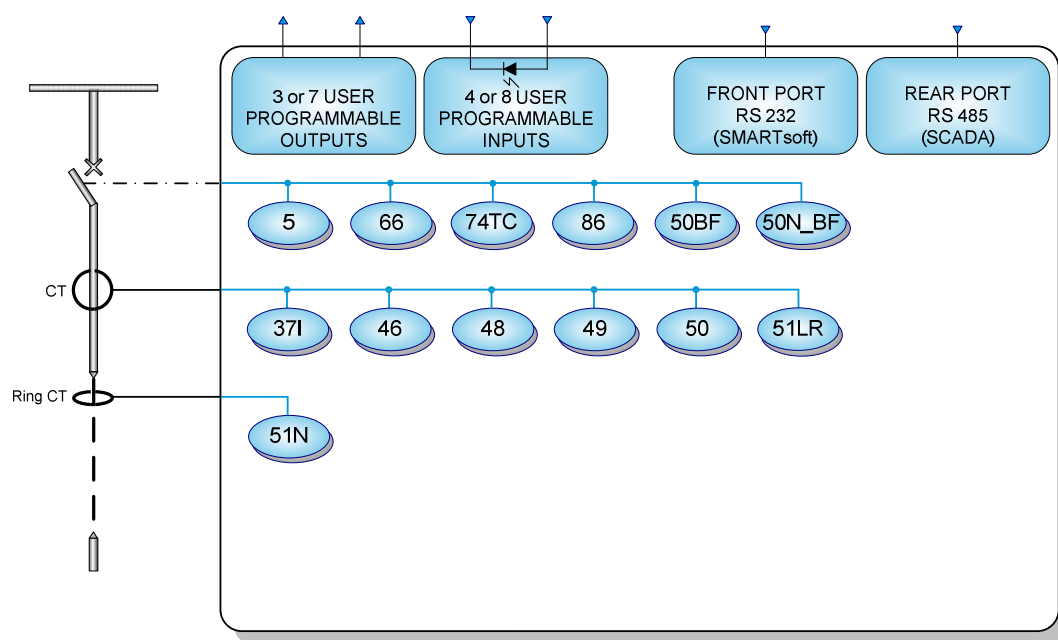 3 or 7 USER
PROGRAMMABLE
OUTPUTS
4 or 8 USER
PROGRAMMABLE
INPUTS
FRONT PORT
RS 232
(SMARTsoft)
REAR PORT
RS 485
(SCADA)
5
66
74TC
86
50BF
50N_BF
CT
37I
46
48
49
50
51LR
Ring CT
51N